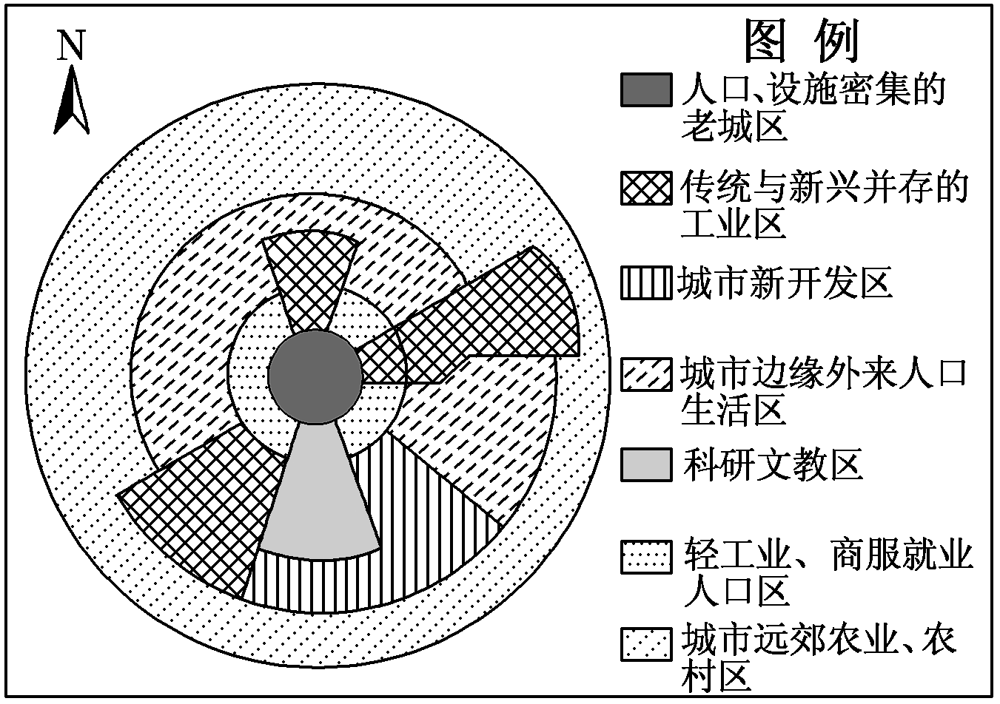 N
图 例
人口、设施密集的
老城区
传统与新兴并存的
工业区
城市新开发区
城市边缘外来人口
生活区
科研文教区
轻工业、商服就业
人口区
城市远郊农业、农
村区